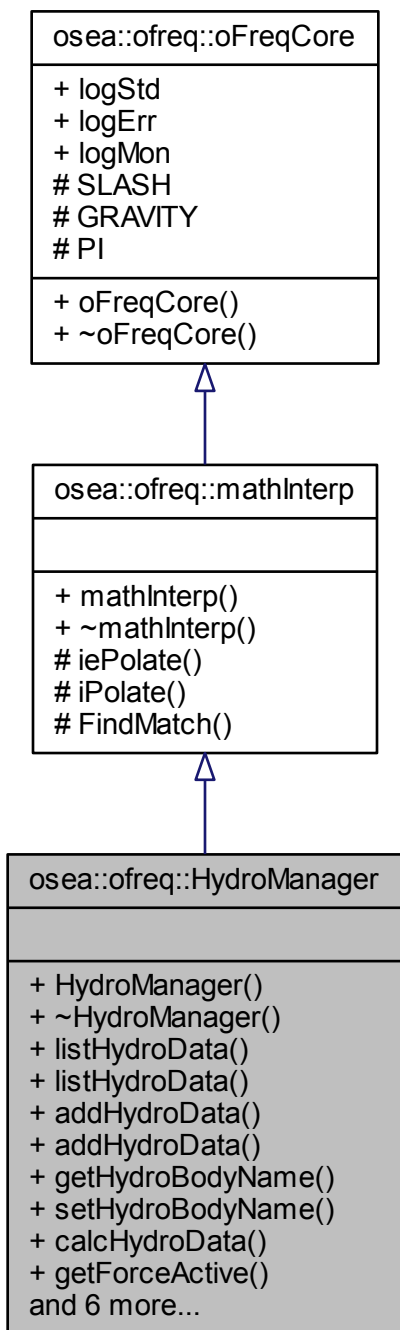 osea::ofreq::oFreqCore
+ logStd
+ logErr
+ logMon
# SLASH
# GRAVITY
# PI
+ oFreqCore()
+ ~oFreqCore()
osea::ofreq::mathInterp
+ mathInterp()
+ ~mathInterp()
# iePolate()
# iPolate()
# FindMatch()
osea::ofreq::HydroManager
+ HydroManager()
+ ~HydroManager()
+ listHydroData()
+ listHydroData()
+ addHydroData()
+ addHydroData()
+ getHydroBodyName()
+ setHydroBodyName()
+ calcHydroData()
+ getForceActive()
and 6 more...